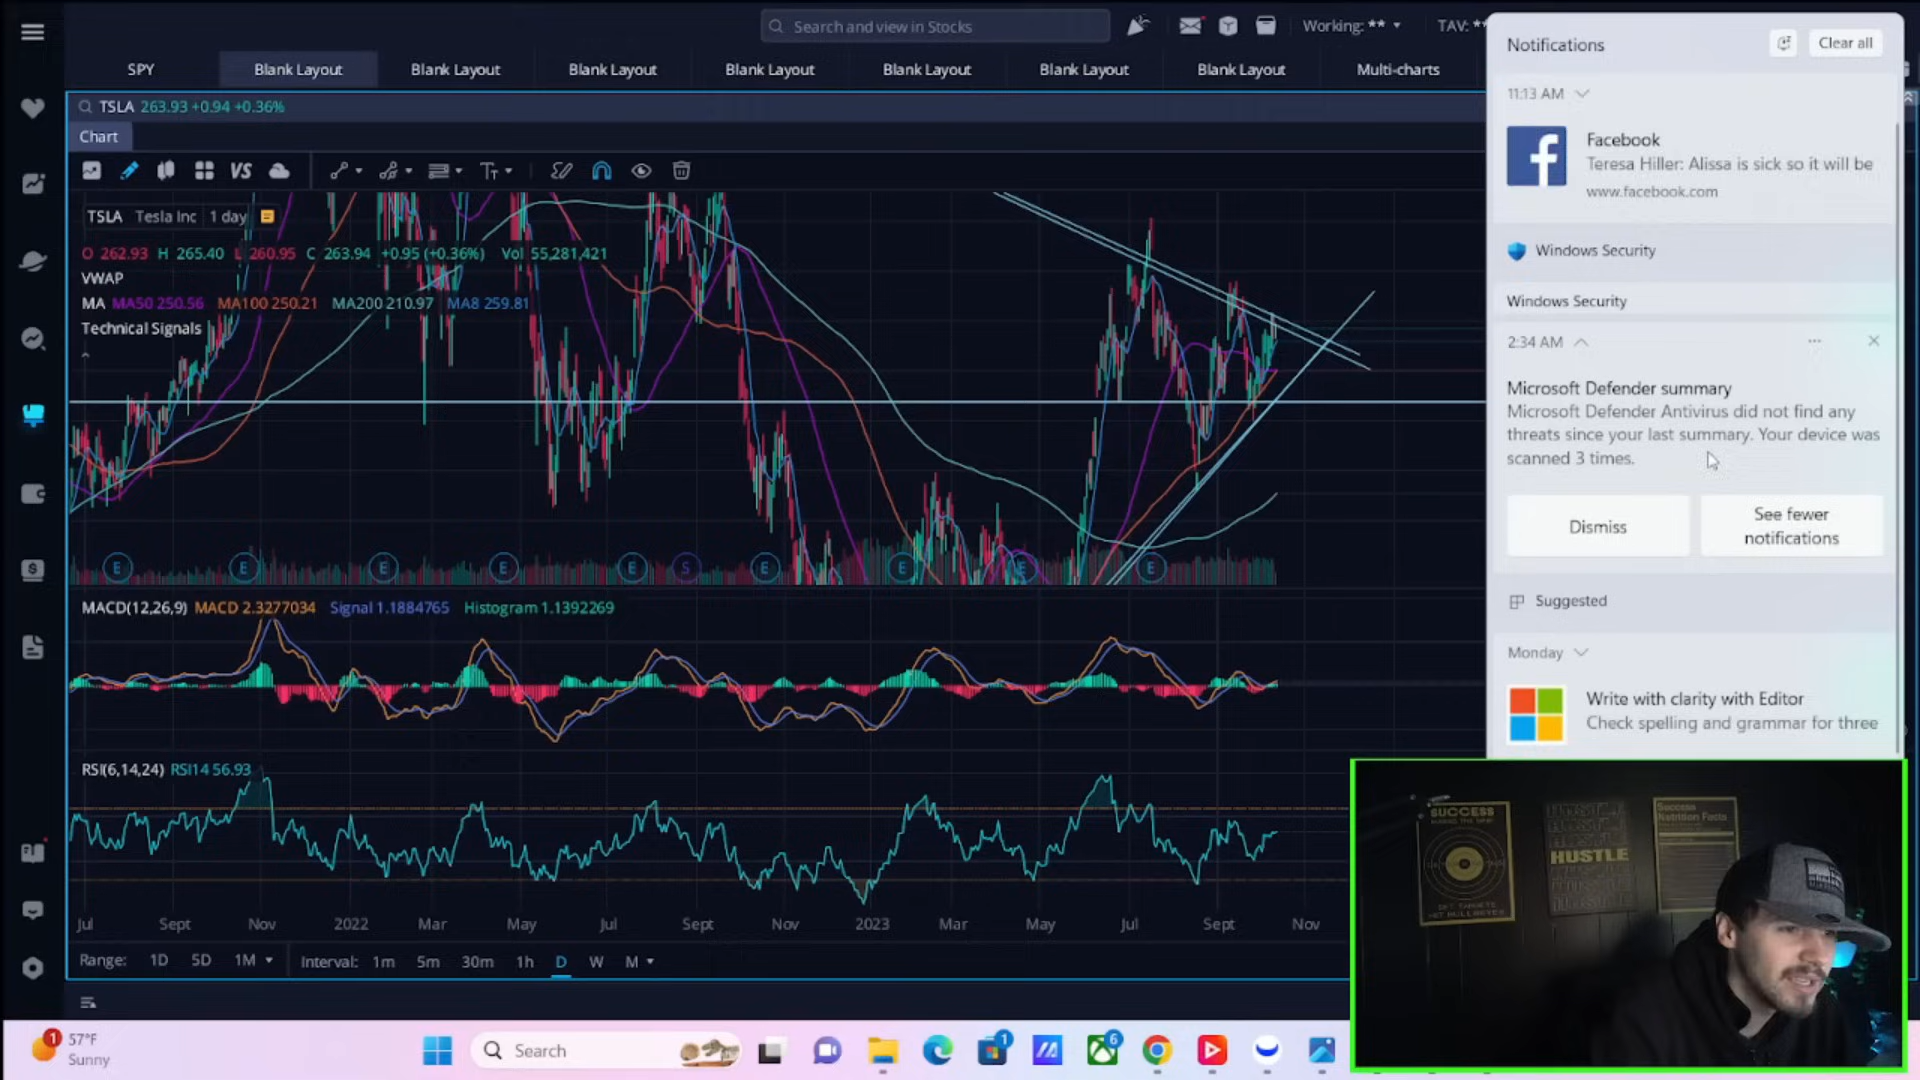 Search and view in Stocks
Working: **
TAV: **
SPY
Blank Layout
Blank Layout
Blank Layout
Blank Layout
Blank Layout
Blank Layout
Blank Layout
Multi-charts
TSLA 263.93 +0.94 +0.36%
Chart
VS
TSLA Tesla Inc 1 day
O 262.93 H 265.40 L 260.95 C 263.94 +0.95 (+0.36%) Vol 55,281,421
VWAP
MA MA50 250.56 MA100 250.21 MA200 210.97 MA8 259.81
Technical Signals
E E E E E S E E E E
MACD(12,26,9) MACD 2.3277034 Signal 1.1884765 Histogram 1.1392269
RSI(6,14,24) RSI14 56.93
Jul Sept Nov 2022 Mar May Jul Sept Nov 2023 Mar May Jul Sept Nov
Range: 1D 5D 1M Interval: 1m 5m 30m 1h D W M
Notifications
Clear all
11:13 AM
Facebook
Teresa Hiller: Alissa is sick so it will be
www.facebook.com
Windows Security
Windows Security
2:34 AM
Microsoft Defender summary
Microsoft Defender Antivirus did not find any
threats since your last summary. Your device was
scanned 3 times.
Dismiss
See fewer
notifications
Suggested
Monday
Write with clarity with Editor
Check spelling and grammar for three
SUCCESS
HUSTLE
Success
Nutrition Facts
1
57°F
Sunny
Search
1
6